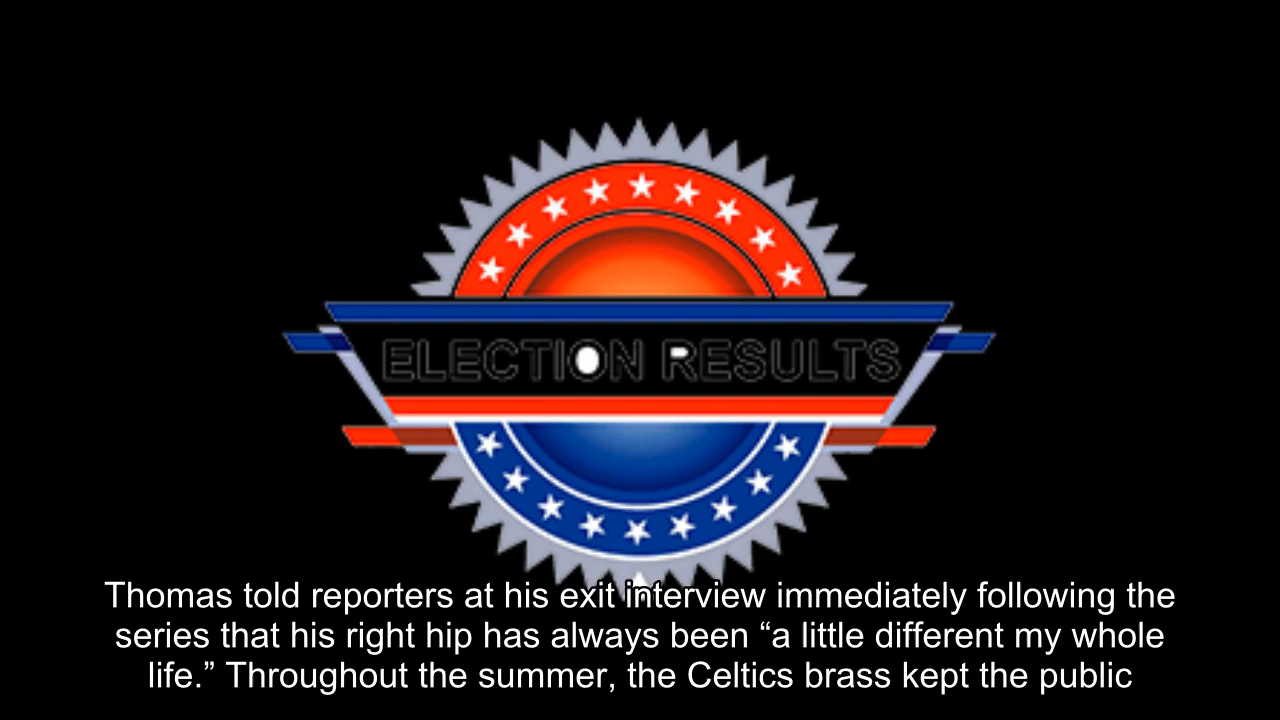 ELECTION RESULTS
Thomas told reporters at his exit interview immediately following the
series that his right hip has always been “a little different my whole
life.” Throughout the summer, the Celtics brass kept the public